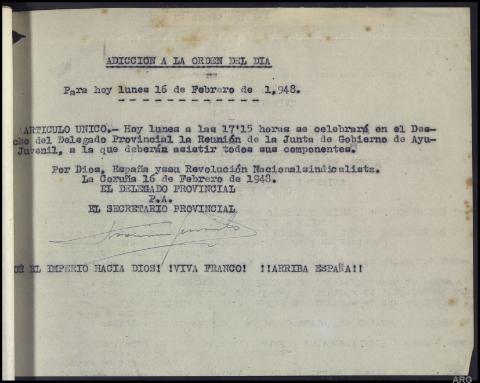 ADICCION A LA ORDEN DEL DIA
Para hoy lunes 16 de Febrero de 1.948.
ARTICULO UNICO.- Hoy lunes a las 17'15 horas se celebrará en el Des-
cho del Delegado Provincial la Reunión de la Junta de Gobierno de Ayu-
Juvenil, a la que deberán asistir todos sus componentes.
Por Dios, España ysu Revolución Nacionalsindicalista.
La Coruña 16 de Febrero de 1948.
EL DELEGADO PROVINCIAL
P.A.
EL SECRETARIO PROVINCIAL
EL IMPERIO HACIA DIOS! !VIVA FRANCO! !!ARRIBA ESPAÑA!!
ARG